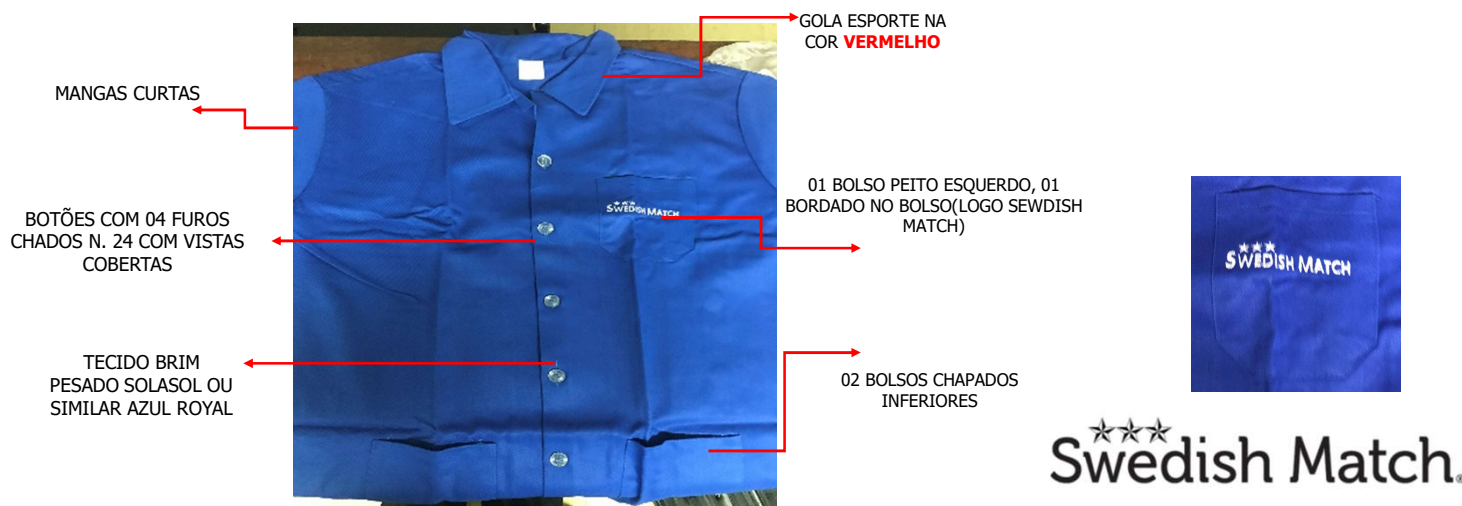 GOLA ESPORTE NA
COR VERMELHO
MANGAS CURTAS
01 BOLSO PEITO ESQUERDO, 01
BORDADO NO BOLSO(LOGO SEWDISH
MATCH)
BOTÕES COM 04 FUROS
CHADOS N. 24 COM VISTAS
COBERTAS
TECIDO BRIM
PESADO SOLASOL OU
SIMILAR AZUL ROYAL
02 BOLSOS CHAPADOS
INFERIORES
SWEDISH MATCH
SWEDISH MATCH
Swedish Match®